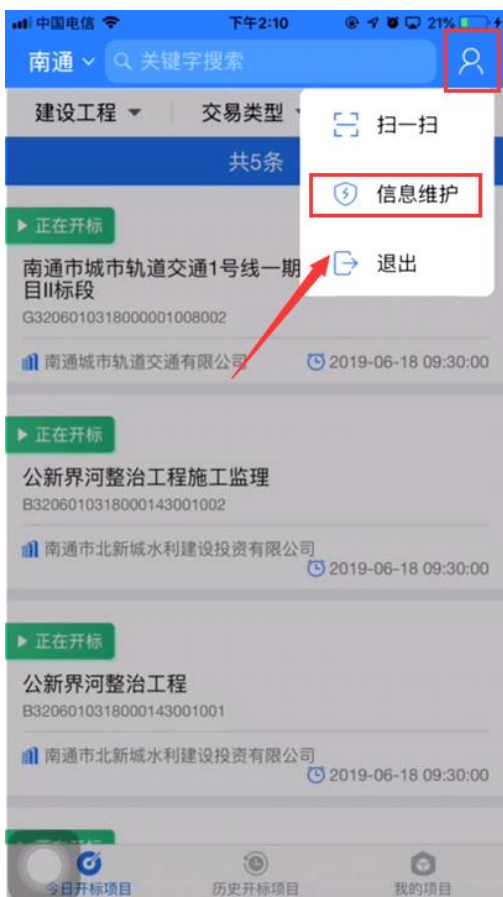 中国电信 下午2:10 21%
南通 关键字搜索
建设工程 交易类型
扫一扫
共5条
信息维护
正在开标
退出
南通市城市轨道交通1号线一期
目II标段
G3206010318000001008002
南通城市轨道交通有限公司 2019-06-18 09:30:00
正在开标
公新界河整治工程施工监理
B3206010318000143001002
南通市北新城水利建设投资有限公司
2019-06-18 09:30:00
正在开标
公新界河整治工程
B3206010318000143001001
南通市北新城水利建设投资有限公司
2019-06-18 09:30:00
今日开标项目 历史开标项目 我的项目